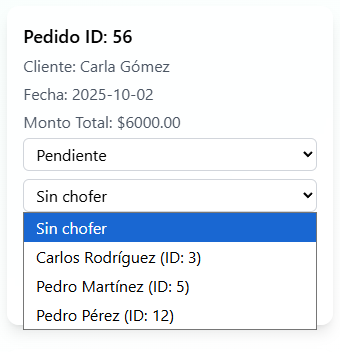 Pedido ID: 56
Cliente: Carla Gómez
Fecha: 2025-10-02
Monto Total: $6000.00
Pendiente
Sin chofer
Sin chofer
Carlos Rodríguez (ID: 3)
Pedro Martínez (ID: 5)
Pedro Pérez (ID: 12)